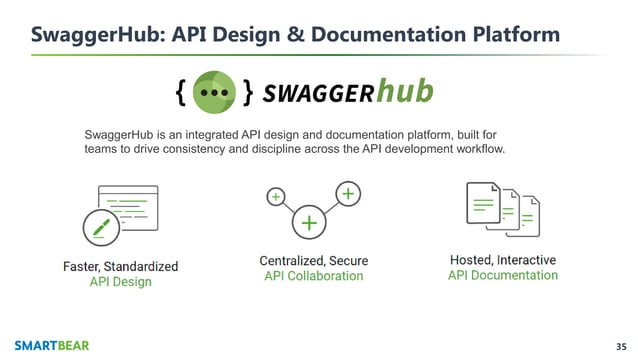 SwaggerHub: API Design & Documentation Platform
{ ••• } SWAGGERhub
SwaggerHub is an integrated API design and documentation platform, built for
teams to drive consistency and discipline across the API development workflow.
Faster, Standardized
API Design
Centralized, Secure
API Collaboration
Hosted, Interactive
API Documentation
SMARTBEAR
35